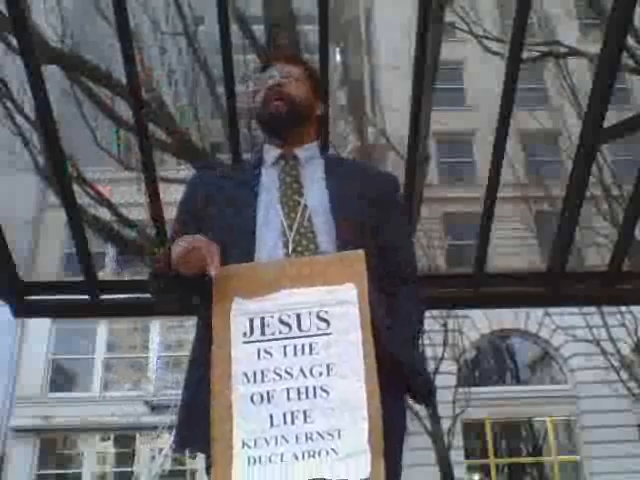 JESUS
IS THE
MESSAGE
OF THIS
LIFE
KEVIN ERNST
DUCLAIRON